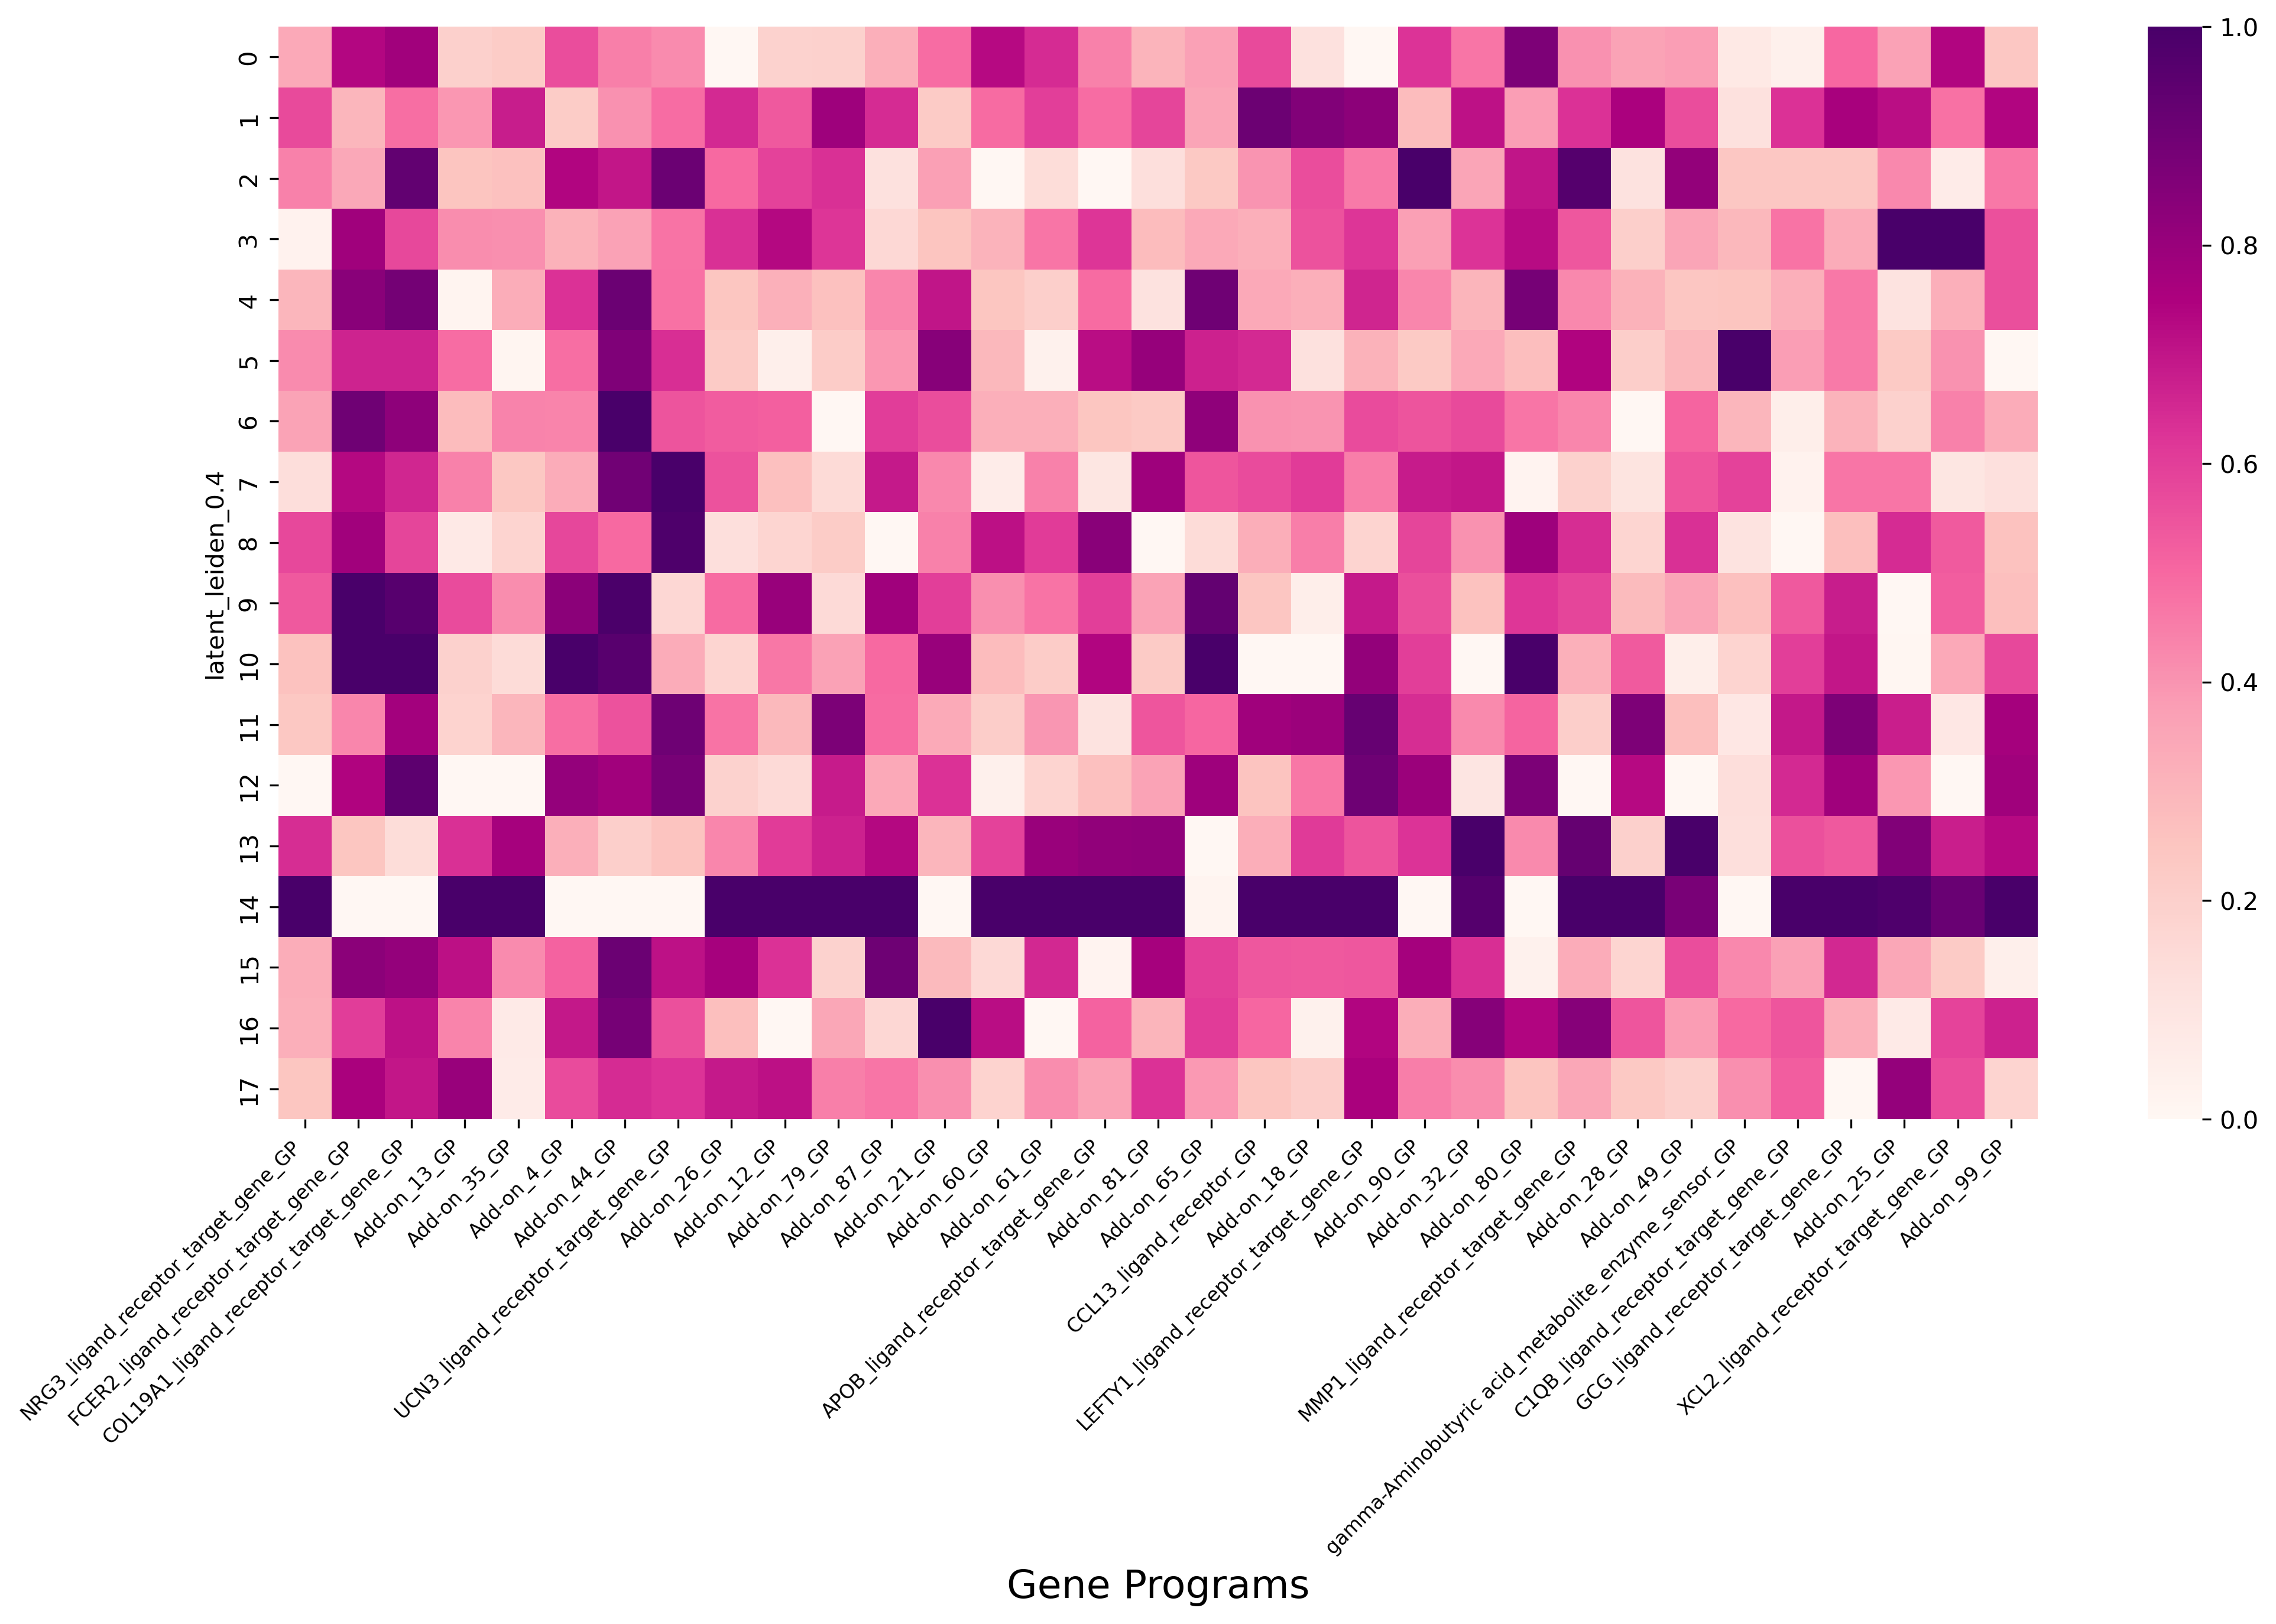 latent_leiden_0.4
0
1
2
3
4
5
6
7
8
9
10
11
12
13
14
15
16
17
NRG3_ligand_receptor_target_gene_GP
FCER2_ligand_receptor_target_gene_GP
COL19A1_ligand_receptor_target_gene_GP
Add-on_13_GP
Add-on_35_GP
Add-on_4_GP
Add-on_44_GP
UCN3_ligand_receptor_target_gene_GP
Add-on_26_GP
Add-on_12_GP
Add-on_79_GP
Add-on_87_GP
Add-on_21_GP
Add-on_60_GP
Add-on_61_GP
APOB_ligand_receptor_target_gene_GP
Add-on_81_GP
Add-on_65_GP
CCL13_ligand_receptor_GP
Add-on_18_GP
LEFTY1_ligand_receptor_target_gene_GP
Add-on_90_GP
Add-on_32_GP
Add-on_80_GP
MMP1_ligand_receptor_target_gene_GP
Add-on_28_GP
Add-on_49_GP
gamma-Aminobutyric acid_metabolite_enzyme_sensor_GP
C1QB_ligand_receptor_target_gene_GP
GCG_ligand_receptor_target_gene_GP
Add-on_25_GP
XCL2_ligand_receptor_target_gene_GP
Add-on_99_GP
Gene Programs
1.0
0.8
0.6
0.4
0.2
0.0